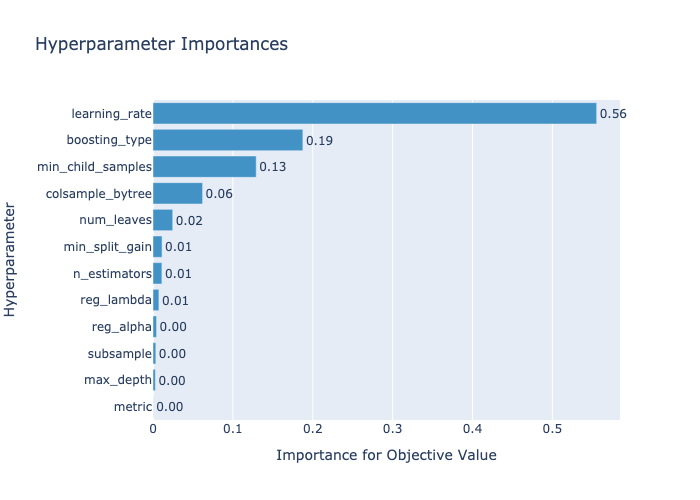 Hyperparameter Importances
Hyperparameter
learning_rate 0.56
boosting_type 0.19
min_child_samples 0.13
colsample_bytree 0.06
num_leaves 0.02
min_split_gain 0.01
n_estimators 0.01
reg_lambda 0.01
reg_alpha 0.00
subsample 0.00
max_depth 0.00
metric 0.00
0 0.1 0.2 0.3 0.4 0.5
Importance for Objective Value